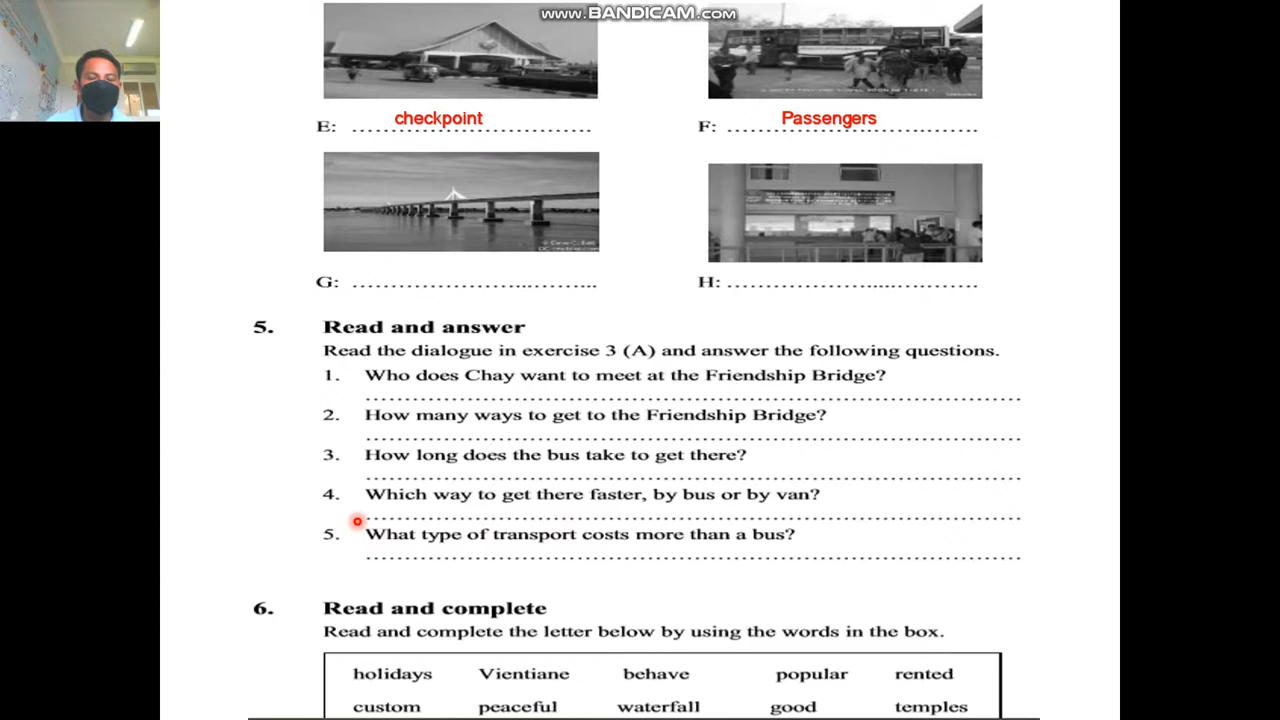 www.BANDICAM.com
E: checkpoint
F: Passengers
G:
H:
5. Read and answer
Read the dialogue in exercise 3 (A) and answer the following questions.
1. Who does Chay want to meet at the Friendship Bridge?
2. How many ways to get to the Friendship Bridge?
3. How long does the bus take to get there?
4. Which way to get there faster, by bus or by van?
5. What type of transport costs more than a bus?
6. Read and complete
Read and complete the letter below by using the words in the box.
holidays Vientiane behave popular rented
custom peaceful waterfall good temples